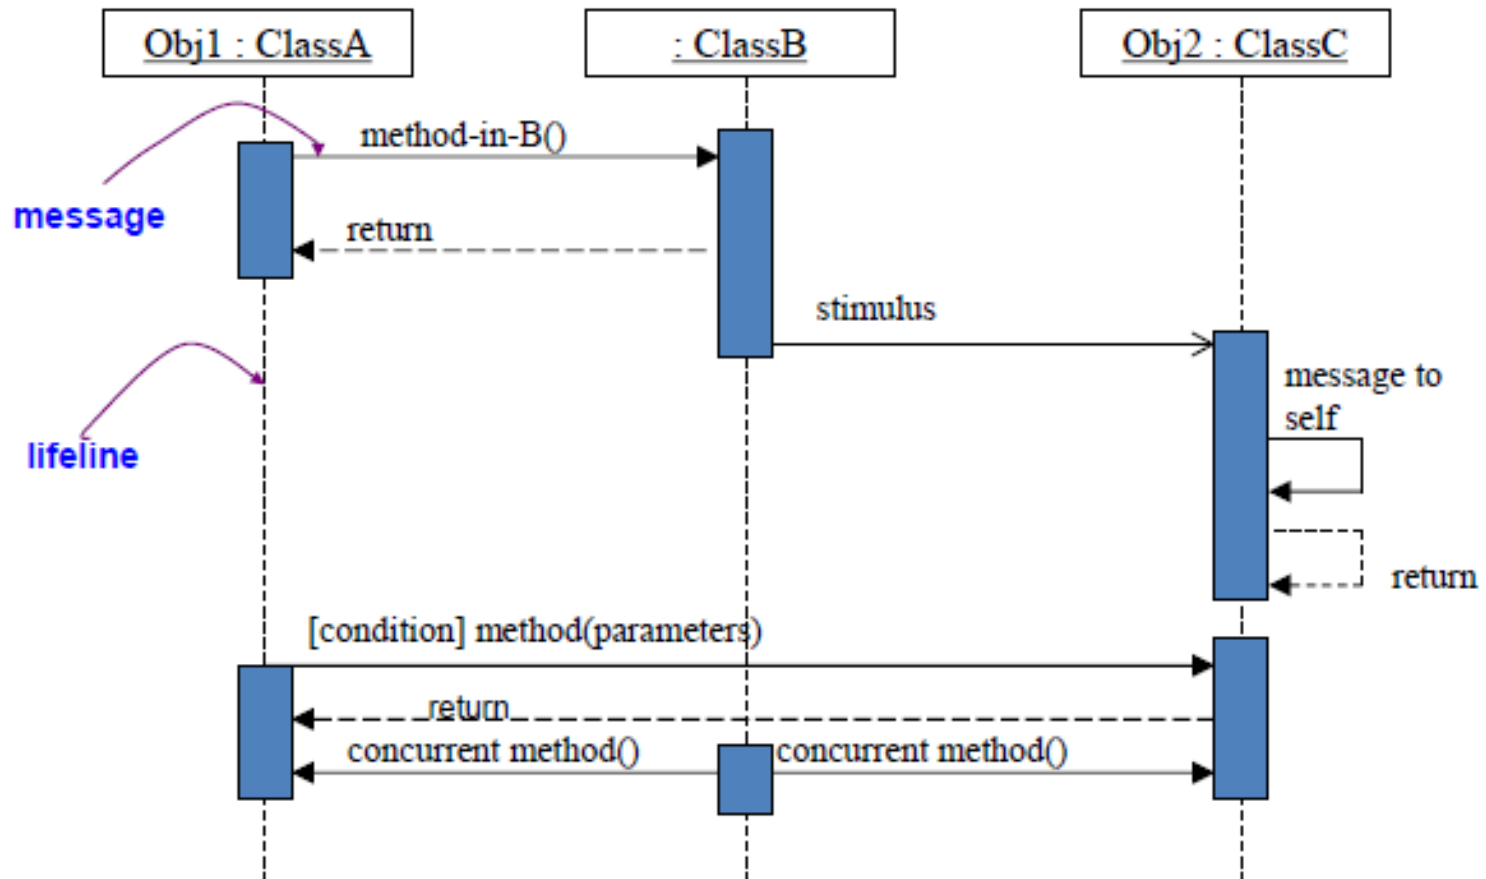 Obj1 : ClassA
: ClassB
Obj2 : ClassC
method-in-B()
message
return
stimulus
message to
self
lifeline
return
[condition] method(parameters)
return
concurrent method()
concurrent method()